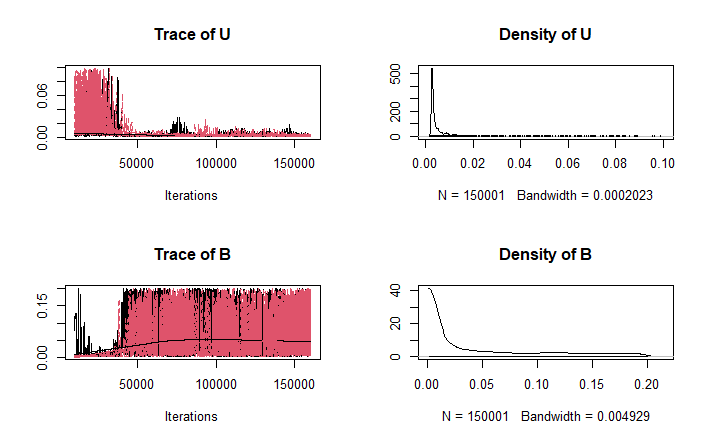 Trace of U
0.00 0.06
50000 100000 150000
Iterations
Density of U
0 200 500
0.00 0.02 0.04 0.06 0.08 0.10
N = 150001 Bandwidth = 0.0002023
Trace of B
0.00 0.15
50000 100000 150000
Iterations
Density of B
0 20 40
0.00 0.05 0.10 0.15 0.20
N = 150001 Bandwidth = 0.004929